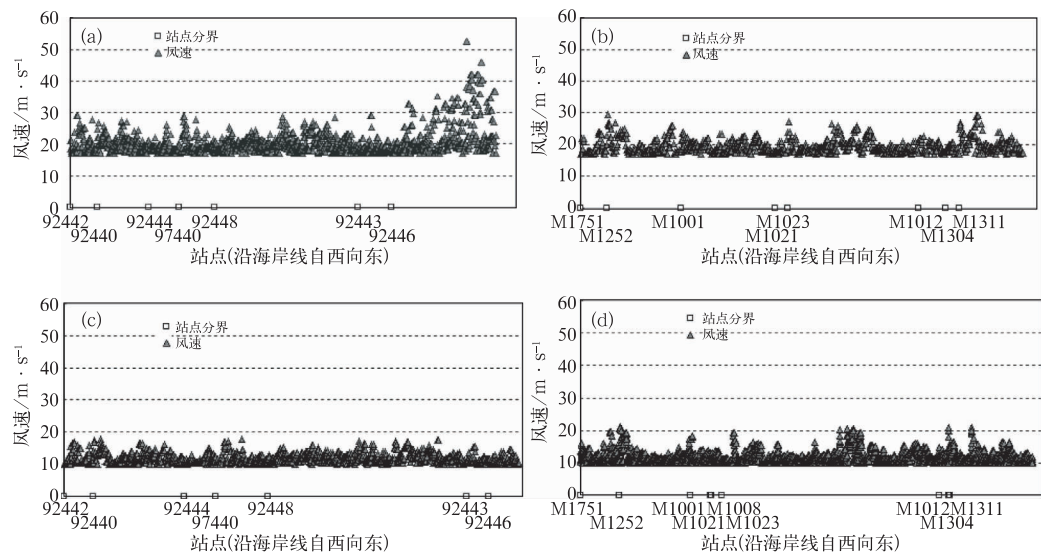 (a)
站点分界
风速
60
50
40
30
20
10
0
风速/m · s⁻¹
92442 92444 92448 92443
92440 97440 92446
站点(沿海岸线自西向东)
(b)
站点分界
风速
60
50
40
30
20
10
0
风速/m · s⁻¹
M1751 M1001 M1023 M1012 M1311
M1252 M1021 M1304
站点(沿海岸线自西向东)
(c)
站点分界
风速
60
50
40
30
20
10
0
风速/m · s⁻¹
92442 92444 92448 92443
92440 97440 92446
站点(沿海岸线自西向东)
(d)
站点分界
风速
60
50
40
30
20
10
0
风速/m · s⁻¹
M1751 M1001 M1008 M1012 M1311
M1252 M1021 M1023 M1304
站点(沿海岸线自西向东)